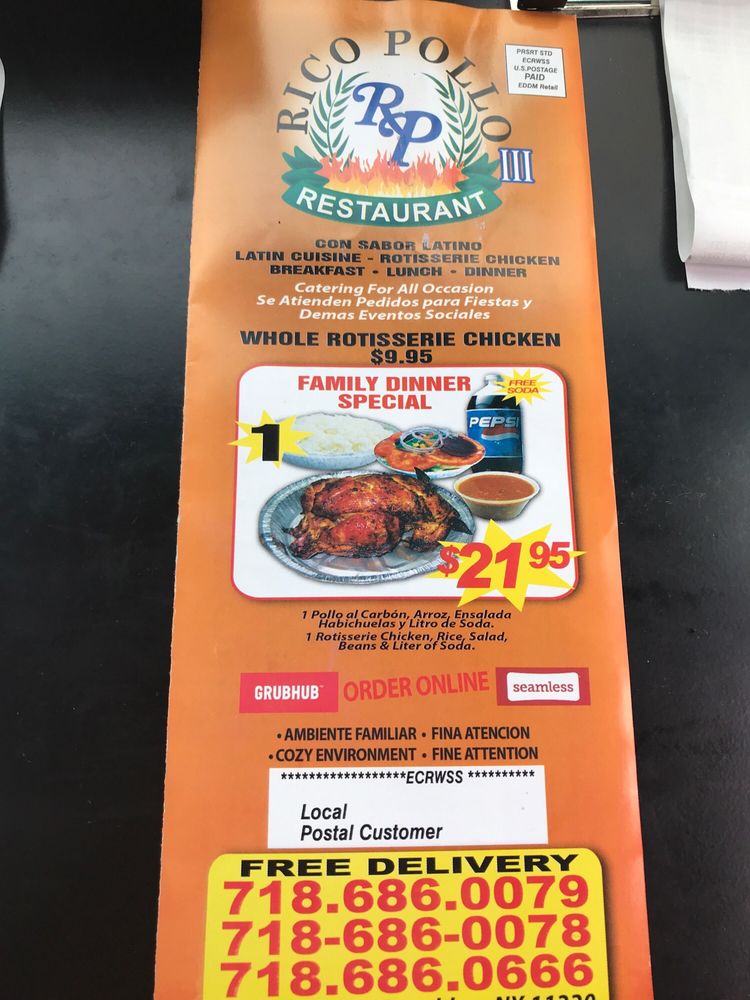 RICO POLLO
RP
III
RESTAURANT
PRSRT STD
ECRWSS
U.S.POSTAGE
PAID
EDDM Retail
CON SABOR LATINO
LATIN CUISINE - ROTISSERIE CHICKEN
BREAKFAST • LUNCH • DINNER
Catering For All Occasion
Se Atienden Pedidos para Fiestas y
Demas Eventos Sociales
WHOLE ROTISSERIE CHICKEN
$9.95
FAMILY DINNER
SPECIAL
FREE
SODA
1
PEPSI
$21.95
1 Pollo al Carbón, Arroz, Ensalada
Habichuelas y Litro de Soda.
1 Rotisserie Chicken, Rice, Salad,
Beans & Liter of Soda.
GRUBHUB ORDER ONLINE seamless
• AMBIENTE FAMILIAR • FINA ATENCION
• COZY ENVIRONMENT • FINE ATTENTION
******************ECRWSS **********
Local
Postal Customer
FREE DELIVERY
718.686.0079
718-686-0078
718.686.0666
NY 11220